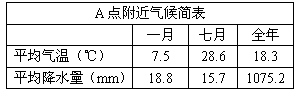 A点附近气候简表
一月 七月 全年
平均气温（℃） 7.5 28.6 18.3
平均降水量（mm） 18.8 15.7 1075.2